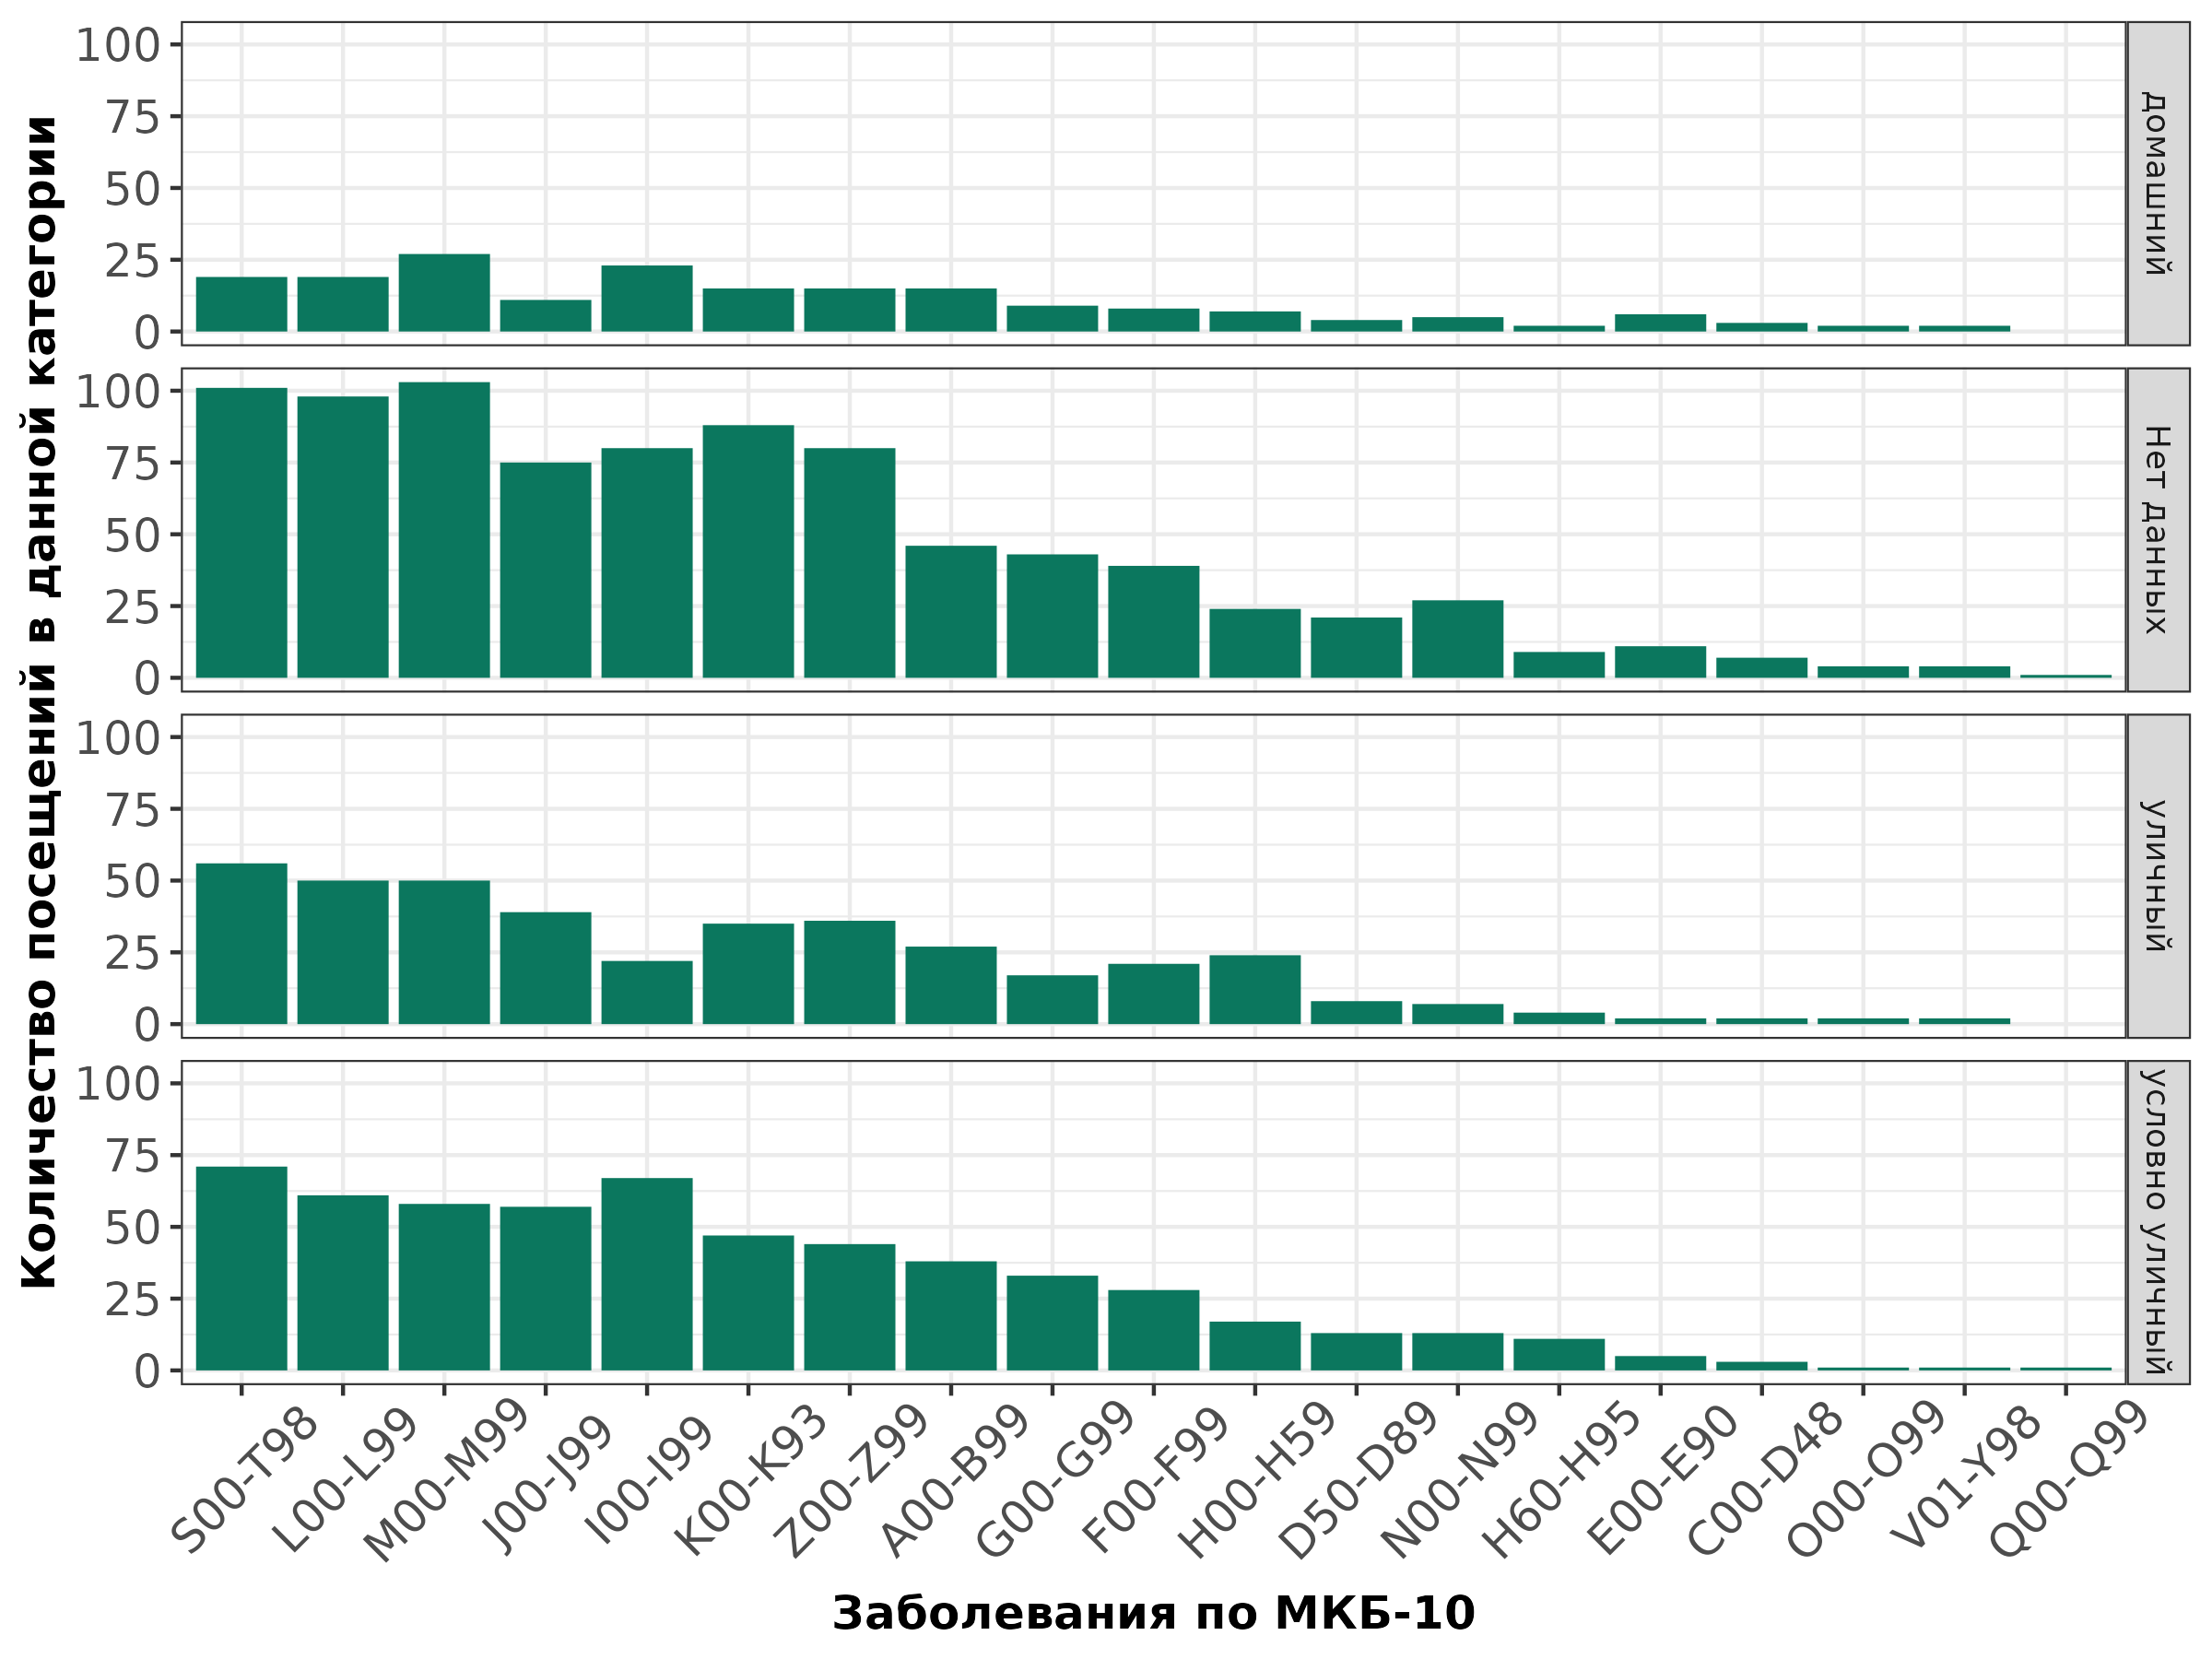 Количество посещений в данной категории
100
75
50
25
0
домашний
100
75
50
25
0
Нет данных
100
75
50
25
0
уличный
100
75
50
25
0
условно уличный
S00-T98
L00-L99
M00-M99
J00-J99
I00-I99
K00-K93
Z00-Z99
A00-B99
G00-G99
F00-F99
H00-H59
D50-D89
N00-N99
H60-H95
E00-E90
C00-D48
O00-O99
V01-Y98
Q00-Q99
Заболевания по МКБ-10